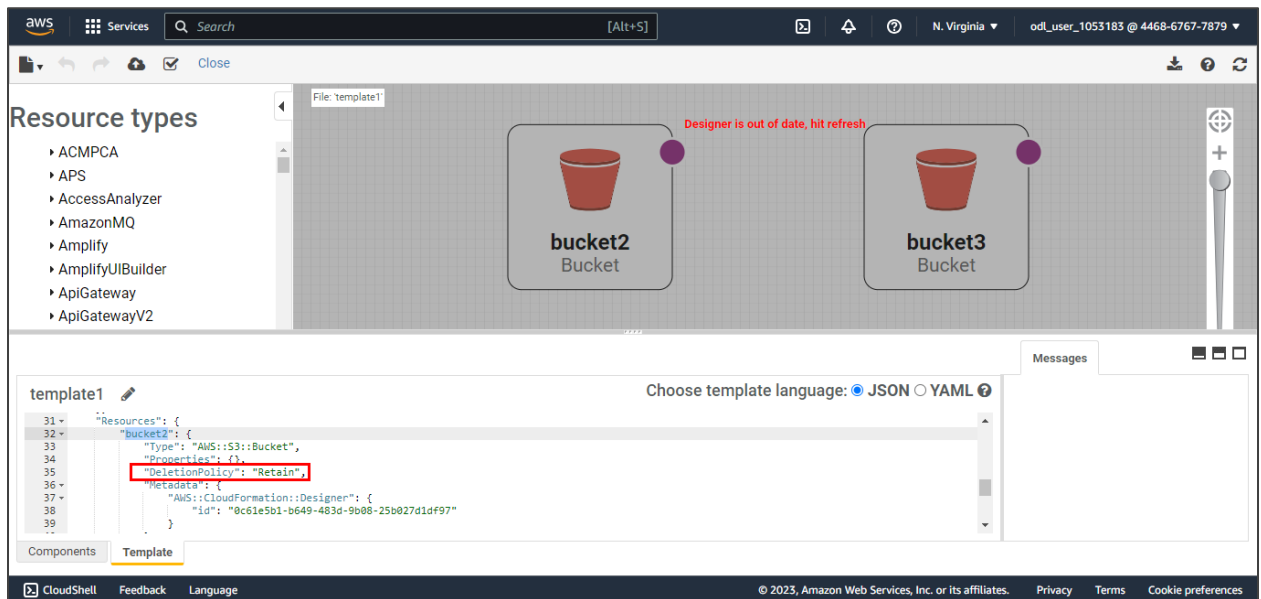 aws Services Search [Alt+S] N. Virginia ▼ odl_user_1053183 @ 4468-6767-7879 ▼
Close
File: 'template1'
Designer is out of date, hit refresh
Resource types
ACMPCA
APS
AccessAnalyzer
AmazonMQ
Amplify
AmplifyUIBuilder
ApiGateway
ApiGatewayV2
bucket2
Bucket
bucket3
Bucket
Messages
template1 Choose template language: JSON YAML
31 "Resources": {
32 "bucket2": {
33 "Type": "AWS::S3::Bucket",
34 "Properties": {},
35 "DeletionPolicy": "Retain",
36 "Metadata": {
37 "AWS::CloudFormation::Designer": {
38 "id": "0c61e5b1-b649-483d-9b08-25b027d1df97"
39 }
Components Template
CloudShell Feedback Language © 2023, Amazon Web Services, Inc. or its affiliates. Privacy Terms Cookie preferences